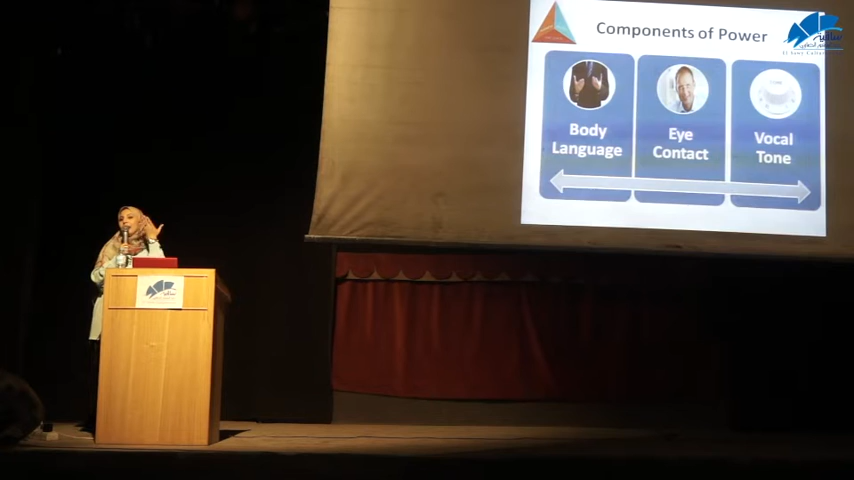 Components of Power
Body
Language
Eye
Contact
Vocal
Tone